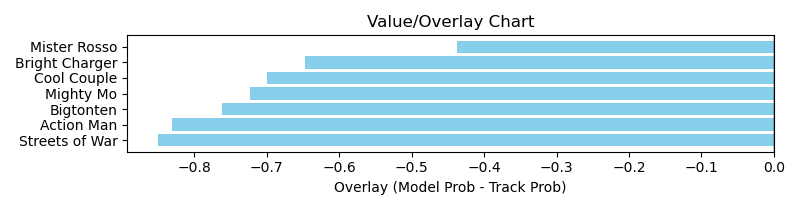 Value/Overlay Chart
Mister Rosso
Bright Charger
Cool Couple
Mighty Mo
Bigtonten
Action Man
Streets of War
−0.8 −0.7 −0.6 −0.5 −0.4 −0.3 −0.2 −0.1 0.0
Overlay (Model Prob - Track Prob)